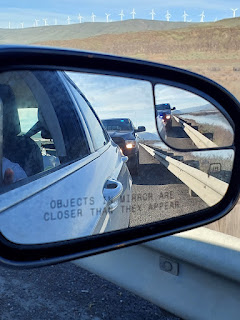 OBJECTS IN MIRROR ARE
CLOSER THAN THEY APPEAR